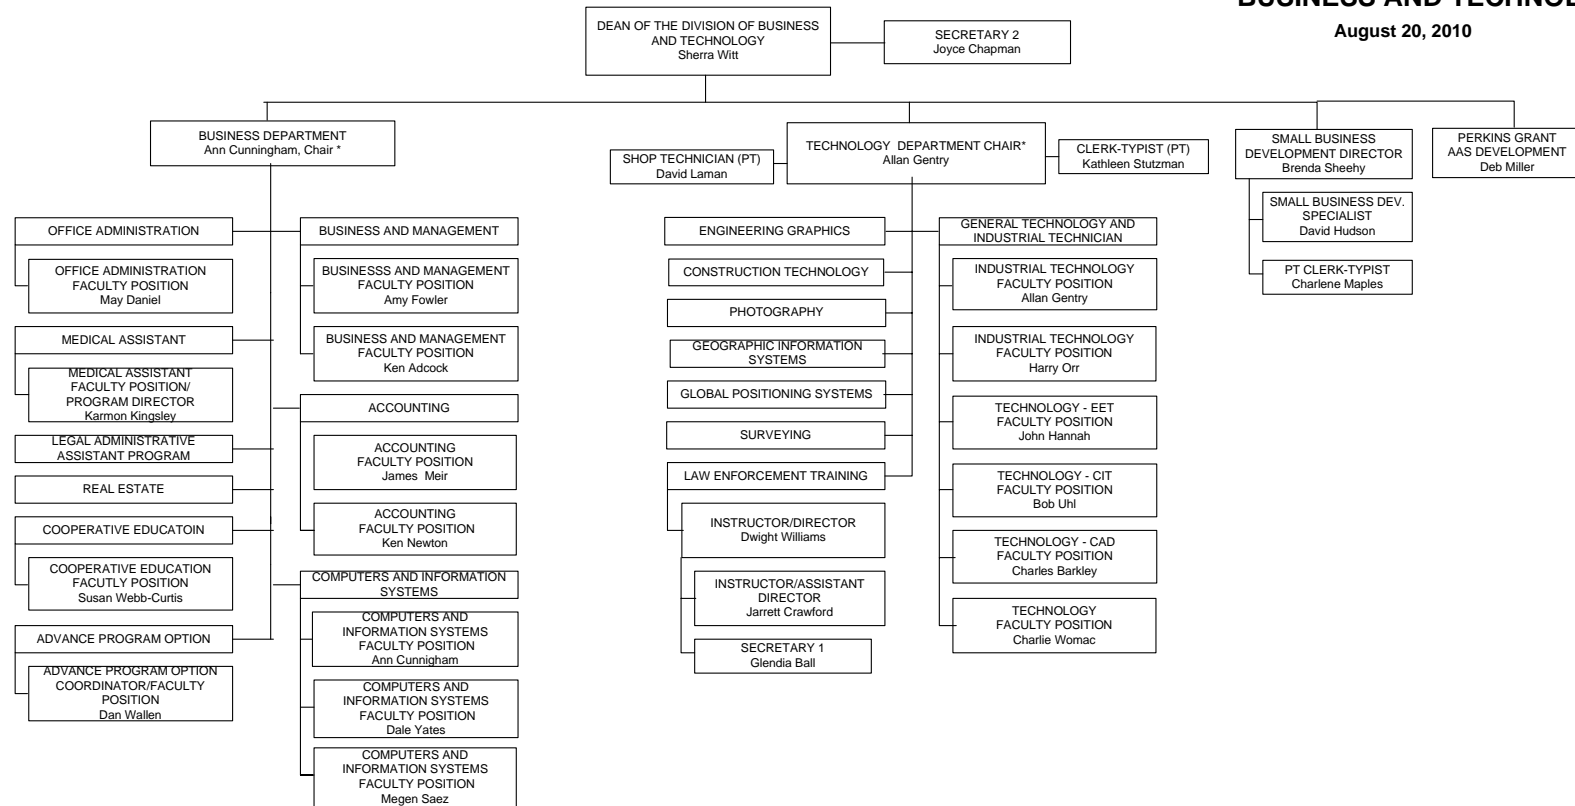 BUSINESS AND TECHNOL
August 20, 2010
DEAN OF THE DIVISION OF BUSINESS
AND TECHNOLOGY
Sherra Witt
SECRETARY 2
Joyce Chapman
BUSINESS DEPARTMENT
Ann Cunningham, Chair *
SHOP TECHNICIAN (PT)
David Laman
TECHNOLOGY DEPARTMENT CHAIR*
Allan Gentry
CLERK-TYPIST (PT)
Kathleen Stutzman
SMALL BUSINESS
DEVELOPMENT DIRECTOR
Brenda Sheehy
PERKINS GRANT
AAS DEVELOPMENT
Deb Miller
SMALL BUSINESS DEV.
SPECIALIST
David Hudson
PT CLERK-TYPIST
Charlene Maples
OFFICE ADMINISTRATION
OFFICE ADMINISTRATION
FACULTY POSITION
May Daniel
MEDICAL ASSISTANT
MEDICAL ASSISTANT
FACULTY POSITION/
PROGRAM DIRECTOR
Karmon Kingsley
LEGAL ADMINISTRATIVE
ASSISTANT PROGRAM
REAL ESTATE
COOPERATIVE EDUCATOIN
COOPERATIVE EDUCATION
FACUTLY POSITION
Susan Webb-Curtis
ADVANCE PROGRAM OPTION
ADVANCE PROGRAM OPTION
COORDINATOR/FACULTY
POSITION
Dan Wallen
BUSINESS AND MANAGEMENT
BUSINESSS AND MANAGEMENT
FACULTY POSITION
Amy Fowler
BUSINESS AND MANAGEMENT
FACULTY POSITION
Ken Adcock
ACCOUNTING
ACCOUNTING
FACULTY POSITION
James Meir
ACCOUNTING
FACULTY POSITION
Ken Newton
COMPUTERS AND INFORMATION
SYSTEMS
COMPUTERS AND
INFORMATION SYSTEMS
FACULTY POSITION
Ann Cunnigham
COMPUTERS AND
INFORMATION SYSTEMS
FACULTY POSITION
Dale Yates
COMPUTERS AND
INFORMATION SYSTEMS
FACULTY POSITION
Megen Saez
ENGINEERING GRAPHICS
CONSTRUCTION TECHNOLOGY
PHOTOGRAPHY
GEOGRAPHIC INFORMATION
SYSTEMS
GLOBAL POSITIONING SYSTEMS
SURVEYING
LAW ENFORCEMENT TRAINING
INSTRUCTOR/DIRECTOR
Dwight Williams
INSTRUCTOR/ASSISTANT
DIRECTOR
Jarrett Crawford
SECRETARY 1
Glendia Ball
GENERAL TECHNOLOGY AND
INDUSTRIAL TECHNICIAN
INDUSTRIAL TECHNOLOGY
FACULTY POSITION
Allan Gentry
INDUSTRIAL TECHNOLOGY
FACULTY POSITION
Harry Orr
TECHNOLOGY - EET
FACULTY POSITION
John Hannah
TECHNOLOGY - CIT
FACULTY POSITION
Bob Uhl
TECHNOLOGY - CAD
FACULTY POSITION
Charles Barkley
TECHNOLOGY
FACULTY POSITION
Charlie Womac